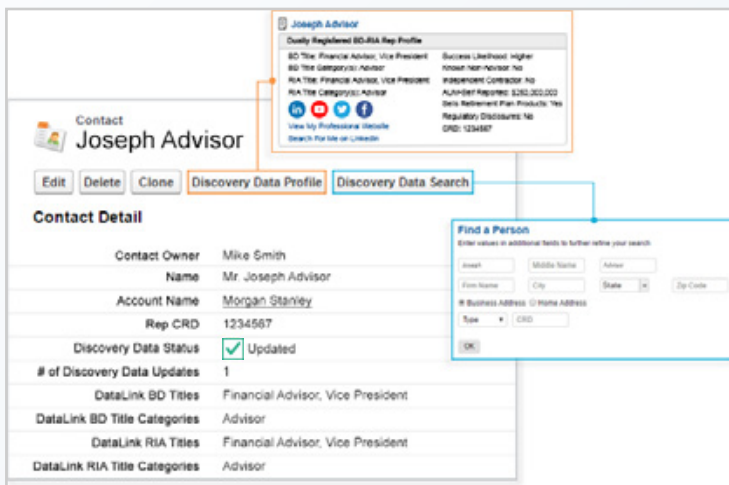 Joseph Advisor
Dually Registered BD-RIA Rep Profile
BD Title: Financial Advisor, Vice President
BD Title Category(s): Advisor
RIA Title: Financial Advisor, Vice President
RIA Title Category(s): Advisor
View My Professional Website
Search For Me on LinkedIn
Success Likelihood: Higher
Known Non-Advisor: No
Independent Contractor: No
AUM-Self Reported: $250,000,000
Sells Retirement Plan Products: Yes
Regulatory Disclosures: No
CRD: 1234567
Contact
Joseph Advisor
Edit Delete Clone Discovery Data Profile Discovery Data Search
Contact Detail
Contact Owner Mike Smith
Name Mr. Joseph Advisor
Account Name Morgan Stanley
Rep CRD 1234567
Discovery Data Status Updated
# of Discovery Data Updates 1
DataLink BD Titles Financial Advisor, Vice President
DataLink BD Title Categories Advisor
DataLink RIA Titles Financial Advisor, Vice President
DataLink RIA Title Categories Advisor
Find a Person
Enter values in additional fields to further refine your search
Joseph Middle Name Advisor
Firm Name City State Zip Code
Business Address Home Address
Type CRD
OK